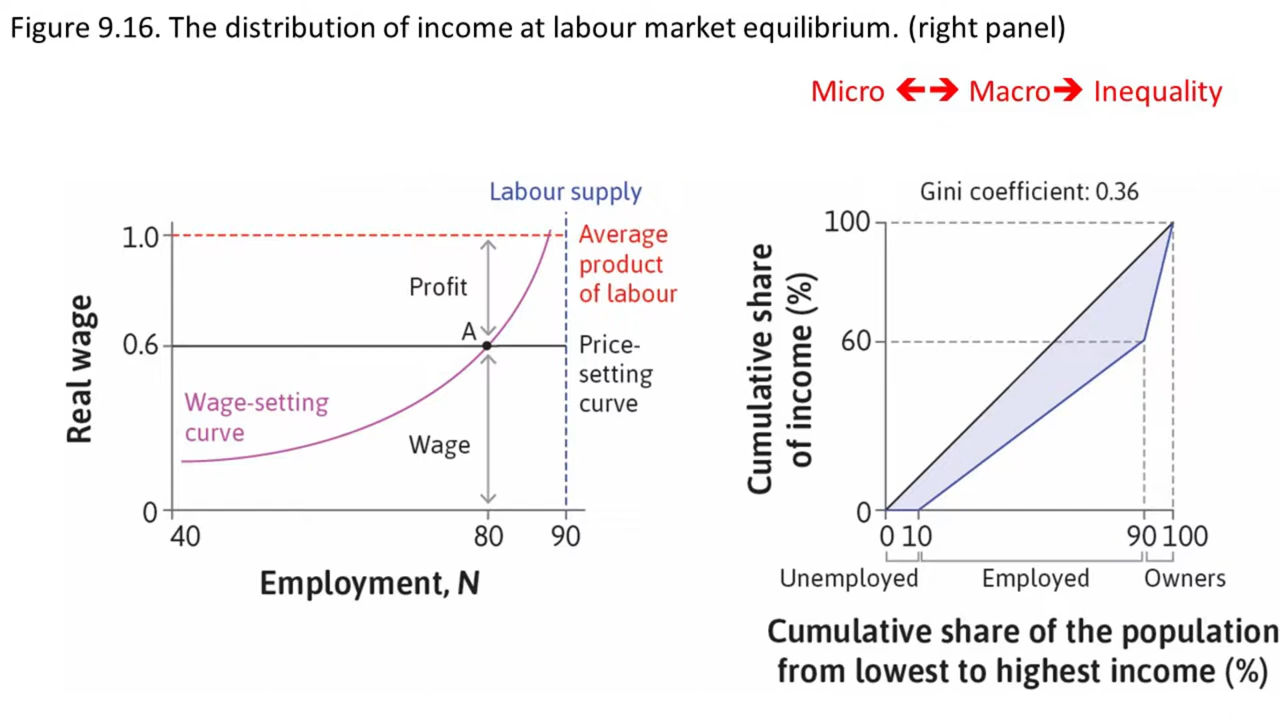 Figure 9.16. The distribution of income at labour market equilibrium. (right panel)
Micro ←→ Macro→ Inequality
Labour supply
1.0
Average
product
of labour
Profit
A
0.6
Price-
setting
curve
Wage-setting
curve
Wage
0
40
80
90
Real wage
Employment, N
Gini coefficient: 0.36
100
60
0
0 10
90 100
Unemployed
Employed
Owners
Cumulative share
of income (%)
Cumulative share of the population
from lowest to highest income (%)